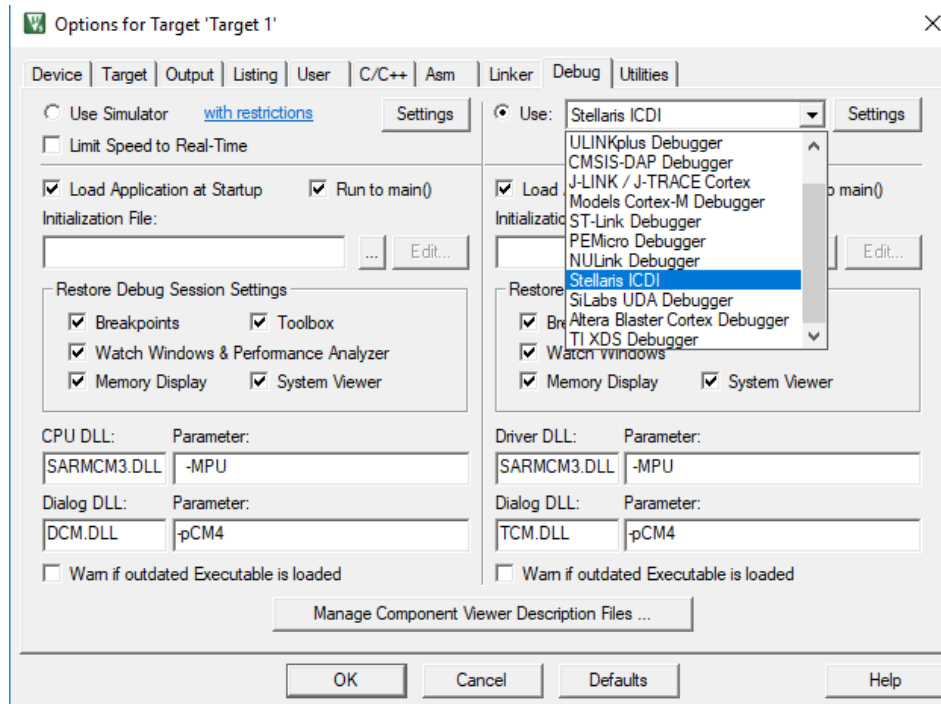 Options for Target 'Target 1'
Device Target Output Listing User C/C++ Asm Linker Debug Utilities
Use Simulator with restrictions Settings
Limit Speed to Real-Time
Load Application at Startup Run to main()
Initialization File:
... Edit...
Restore Debug Session Settings
Breakpoints Toolbox
Watch Windows & Performance Analyzer
Memory Display System Viewer
CPU DLL: Parameter:
SARMCM3.DLL -MPU
Dialog DLL: Parameter:
DCM.DLL -pCM4
Warn if outdated Executable is loaded
Use: Stellaris ICDI Settings
ULINKplus Debugger
CMSIS-DAP Debugger
J-LINK / J-TRACE Cortex
Models Cortex-M Debugger
ST-Link Debugger
PEMicro Debugger
NULink Debugger
Stellaris ICDI
SiLabs UDA Debugger
Altera Blaster Cortex Debugger
TI XDS Debugger
Load main()
Edit...
Restore
Watch Windows
Memory Display System Viewer
Driver DLL: Parameter:
SARMCM3.DLL -MPU
Dialog DLL: Parameter:
TCM.DLL -pCM4
Warn if outdated Executable is loaded
Manage Component Viewer Description Files ...
OK Cancel Defaults Help